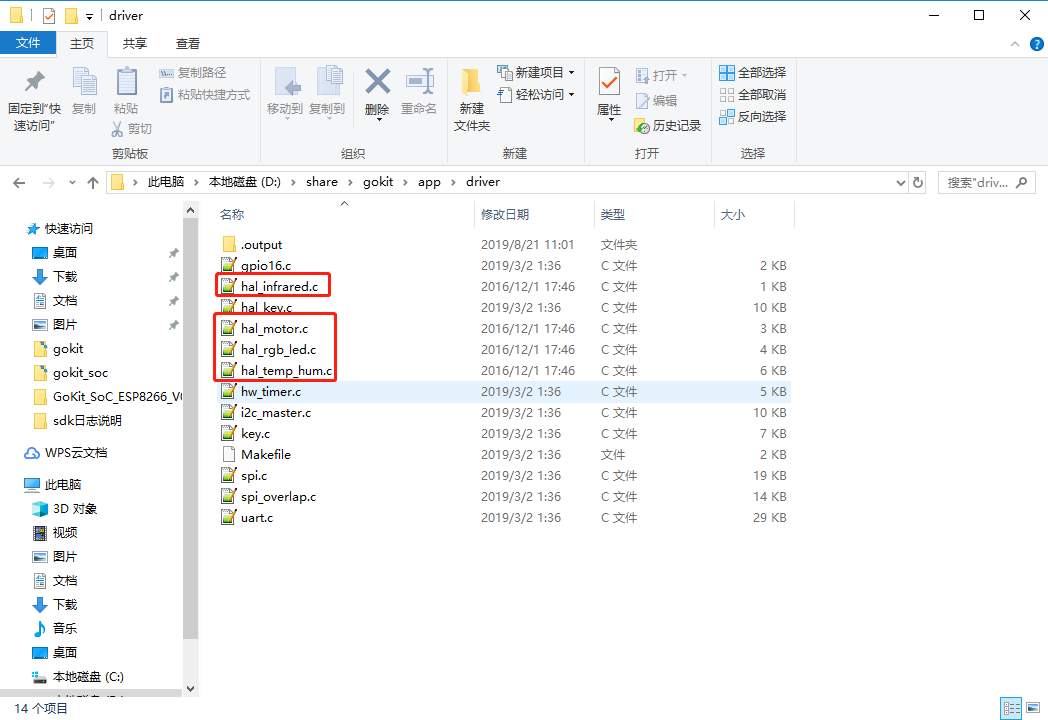 driver
文件 主页 共享 查看
固定到"快速访问" 复制 粘贴 复制路径 粘贴快捷方式 剪切
移动到 复制到 删除 重命名
新建文件夹 新建项目 轻松访问
属性 打开 编辑 历史记录
全部选择 全部取消 反向选择
剪贴板 组织 新建 打开 选择
此电脑 › 本地磁盘 (D:) › share › gokit › app › driver
搜索"driv...
名称 修改日期 类型 大小
.output 2019/8/21 11:01 文件夹
gpio16.c 2019/3/2 1:36 C 文件 2 KB
hal_infrared.c 2016/12/1 17:46 C 文件 1 KB
hal_key.c 2019/3/2 1:36 C 文件 10 KB
hal_motor.c 2016/12/1 17:46 C 文件 3 KB
hal_rgb_led.c 2016/12/1 17:46 C 文件 4 KB
hal_temp_hum.c 2016/12/1 17:46 C 文件 6 KB
hw_timer.c 2019/3/2 1:36 C 文件 5 KB
i2c_master.c 2019/3/2 1:36 C 文件 10 KB
key.c 2019/3/2 1:36 C 文件 7 KB
Makefile 2019/3/2 1:36 文件 2 KB
spi.c 2019/3/2 1:36 C 文件 19 KB
spi_overlap.c 2019/3/2 1:36 C 文件 14 KB
uart.c 2019/3/2 1:36 C 文件 29 KB
快速访问
桌面
下载
文档
图片
gokit
gokit_soc
GoKit_SoC_ESP8266_V
sdk日志说明
WPS云文档
此电脑
3D 对象
视频
图片
文档
下载
音乐
桌面
本地磁盘 (C:)
14 个项目